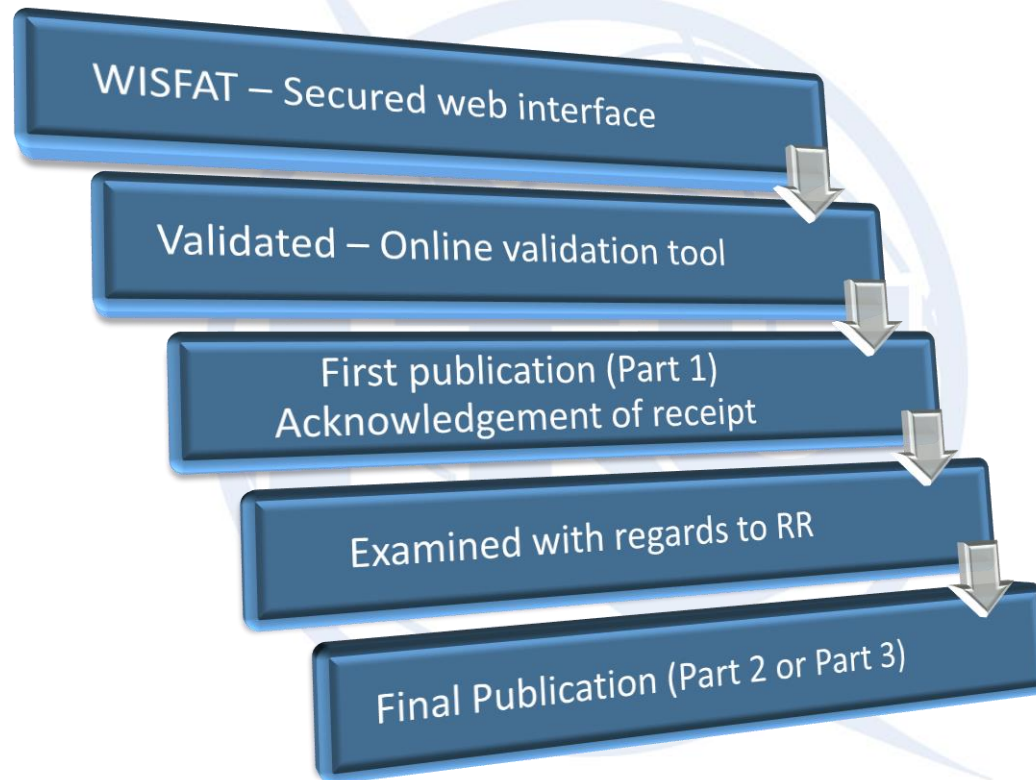 WISFAT – Secured web interface
Validated – Online validation tool
First publication (Part 1)
Acknowledgement of receipt
Examined with regards to RR
Final Publication (Part 2 or Part 3)